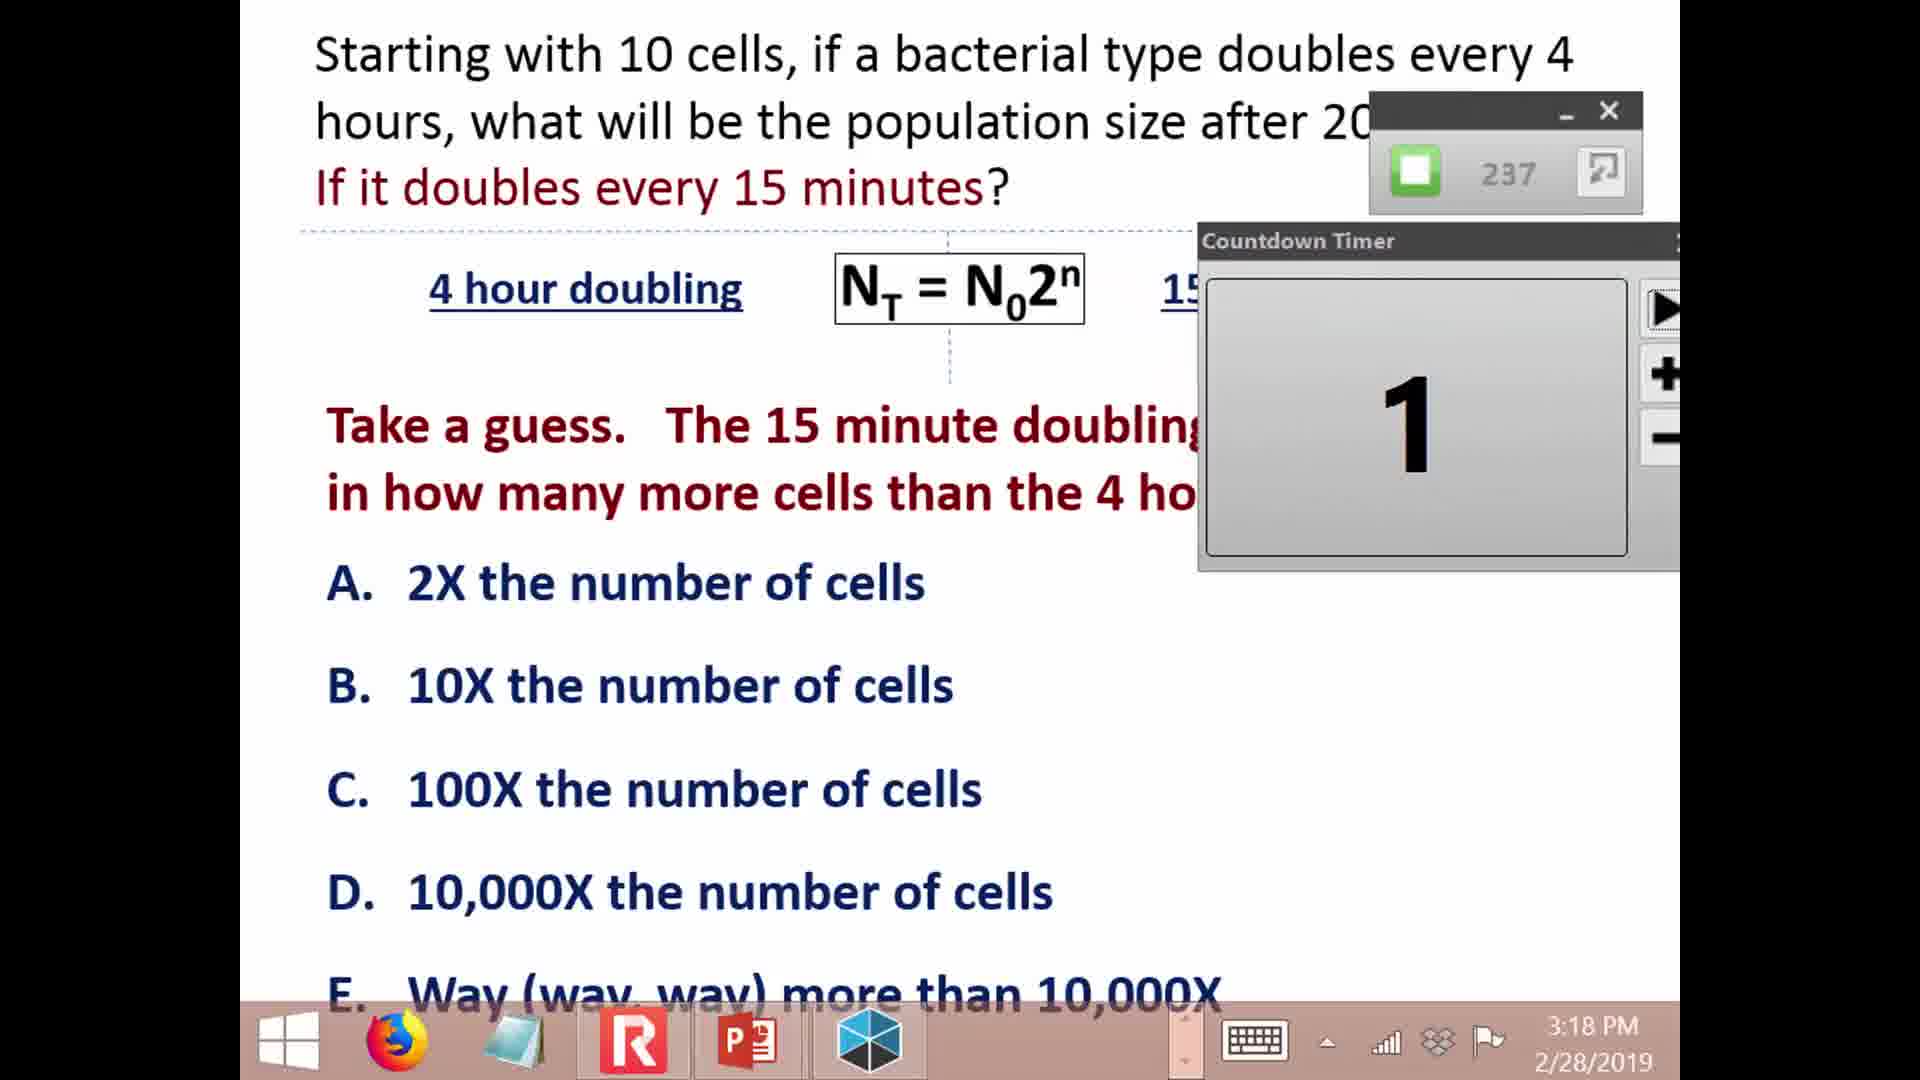 Starting with 10 cells, if a bacterial type doubles every 4
hours, what will be the population size after 20
If it doubles every 15 minutes?
237
Countdown Timer
4 hour doubling
N_T = N_0 2^n
15
1
Take a guess. The 15 minute doubling
in how many more cells than the 4 ho
A. 2X the number of cells
B. 10X the number of cells
C. 100X the number of cells
D. 10,000X the number of cells
E. Way (way, way) more than 10,000X
3:18 PM
2/28/2019